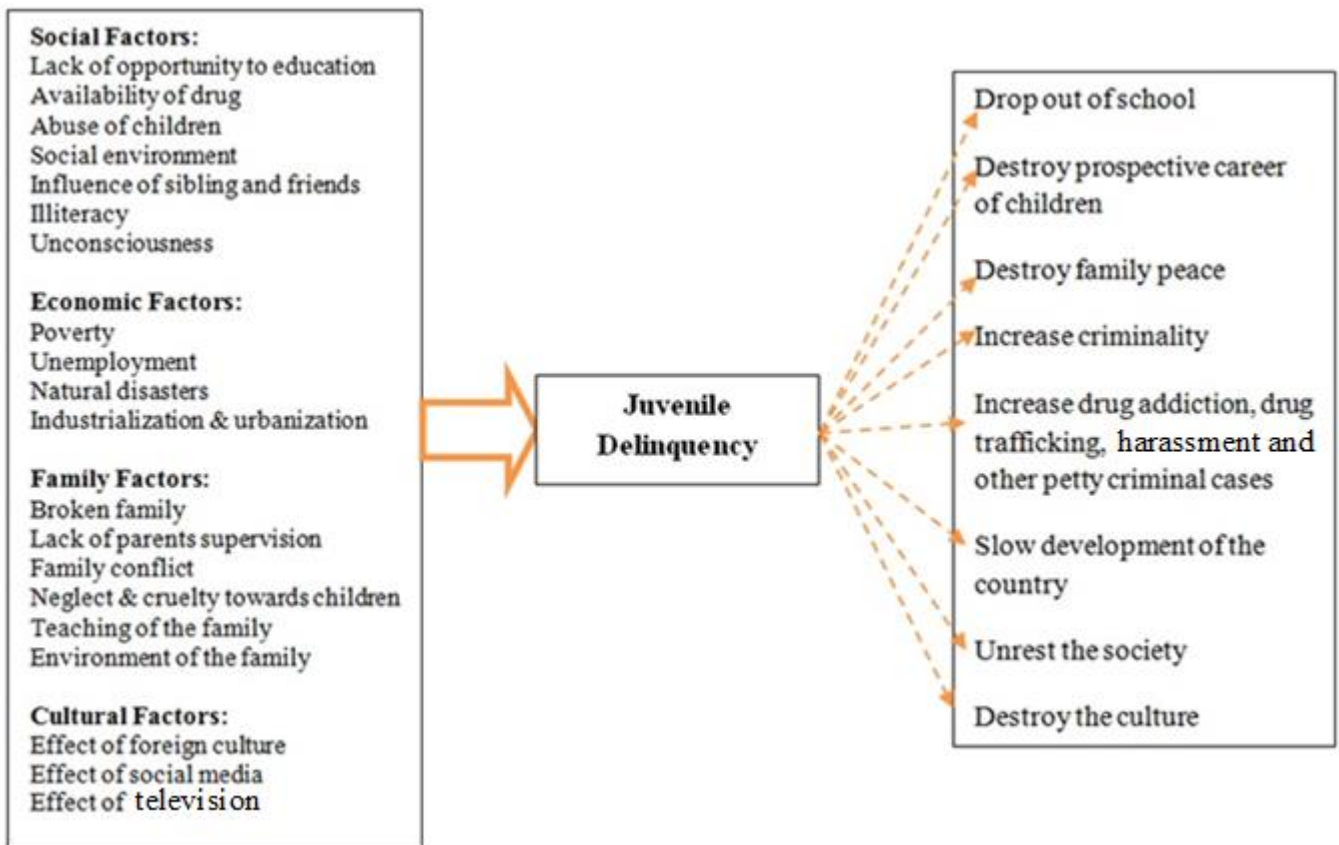 Social Factors:
Lack of opportunity to education
Availability of drug
Abuse of children
Social environment
Influence of sibling and friends
Illiteracy
Unconsciousness
Economic Factors:
Poverty
Unemployment
Natural disasters
Industrialization & urbanization
Family Factors:
Broken family
Lack of parents supervision
Family conflict
Neglect & cruelty towards children
Teaching of the family
Environment of the family
Cultural Factors:
Effect of foreign culture
Effect of social media
Effect of television
Juvenile
Delinquency
Drop out of school
Destroy prospective career
of children
Destroy family peace
Increase criminality
Increase drug addiction, drug
trafficking, harassment and
other petty criminal cases
Slow development of the
country
Unrest the society
Destroy the culture